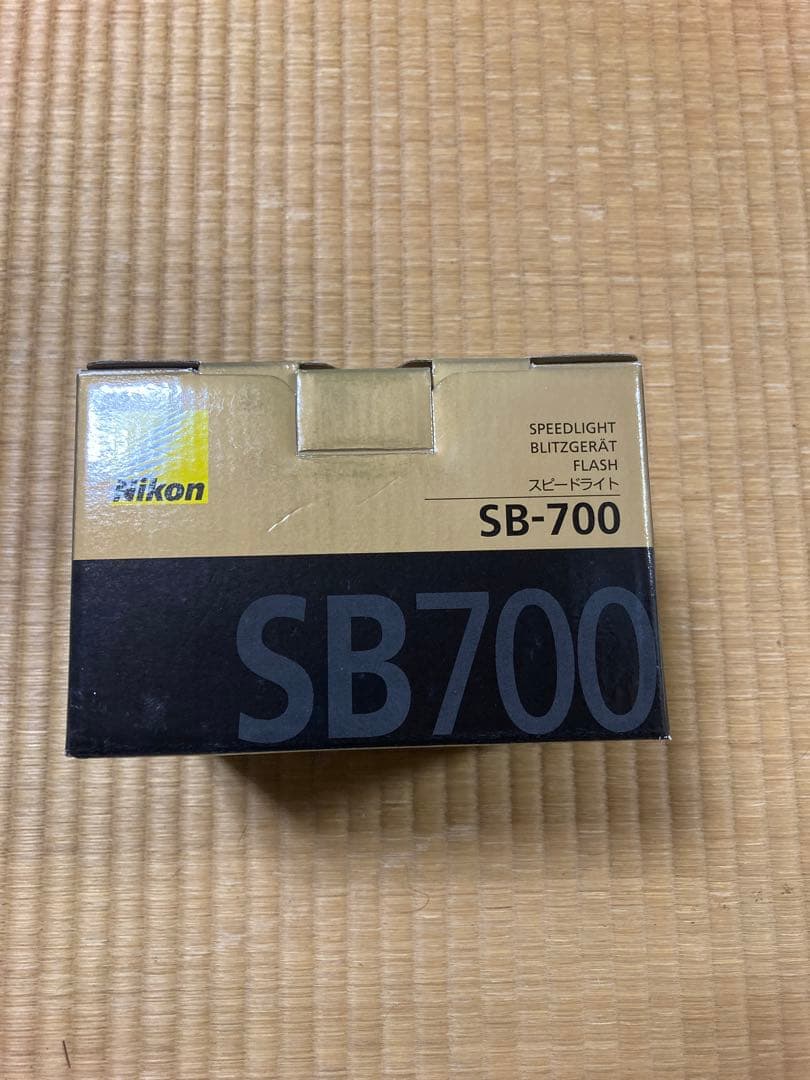 Nikon
SPEEDLIGHT
BLITZGERÄT
FLASH
スピードライト
SB-700
SB700